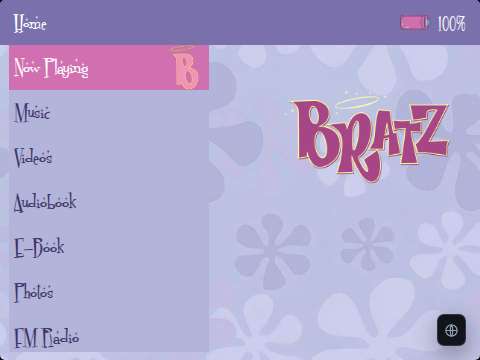 Home
100%
Now Playing
B
Music
Videos
Audiobook
E-Book
Photos
FM Radio
BRATZ